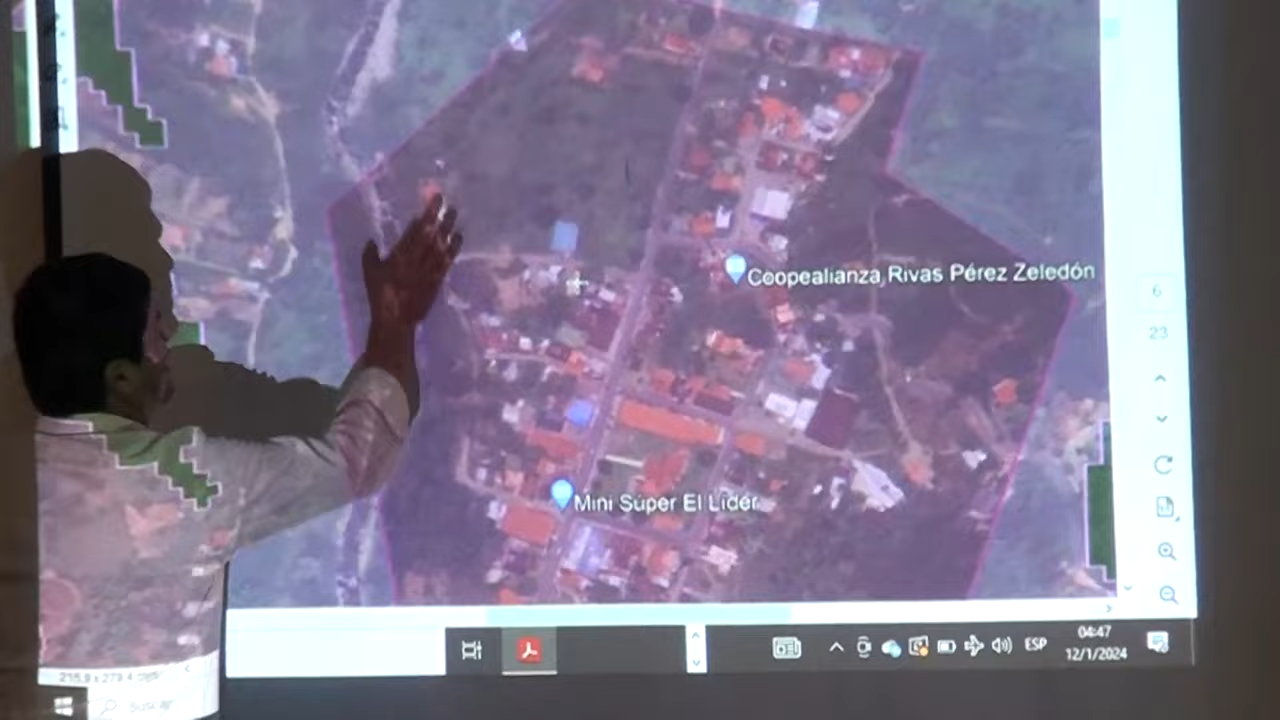 Coopealianza Rivas Pérez Zeledón
6
23
Mini Súper El Líder
ESP
04:47
12/1/2024